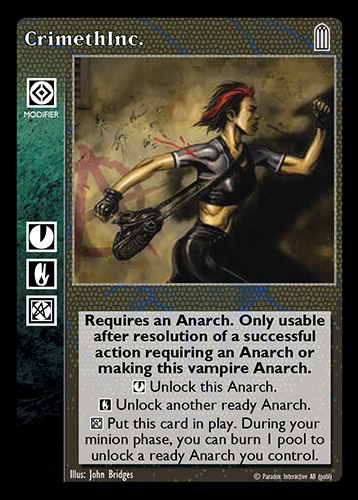 CrimethInc.
MODIFIER
Requires an Anarch. Only usable
after resolution of a successful
action requiring an Anarch or
making this vampire Anarch.
Unlock this Anarch.
Unlock another ready Anarch.
Put this card in play. During your
minion phase, you can burn 1 pool to
unlock a ready Anarch you control.
Illus: John Bridges
© Paradox Interactive AB (publ)